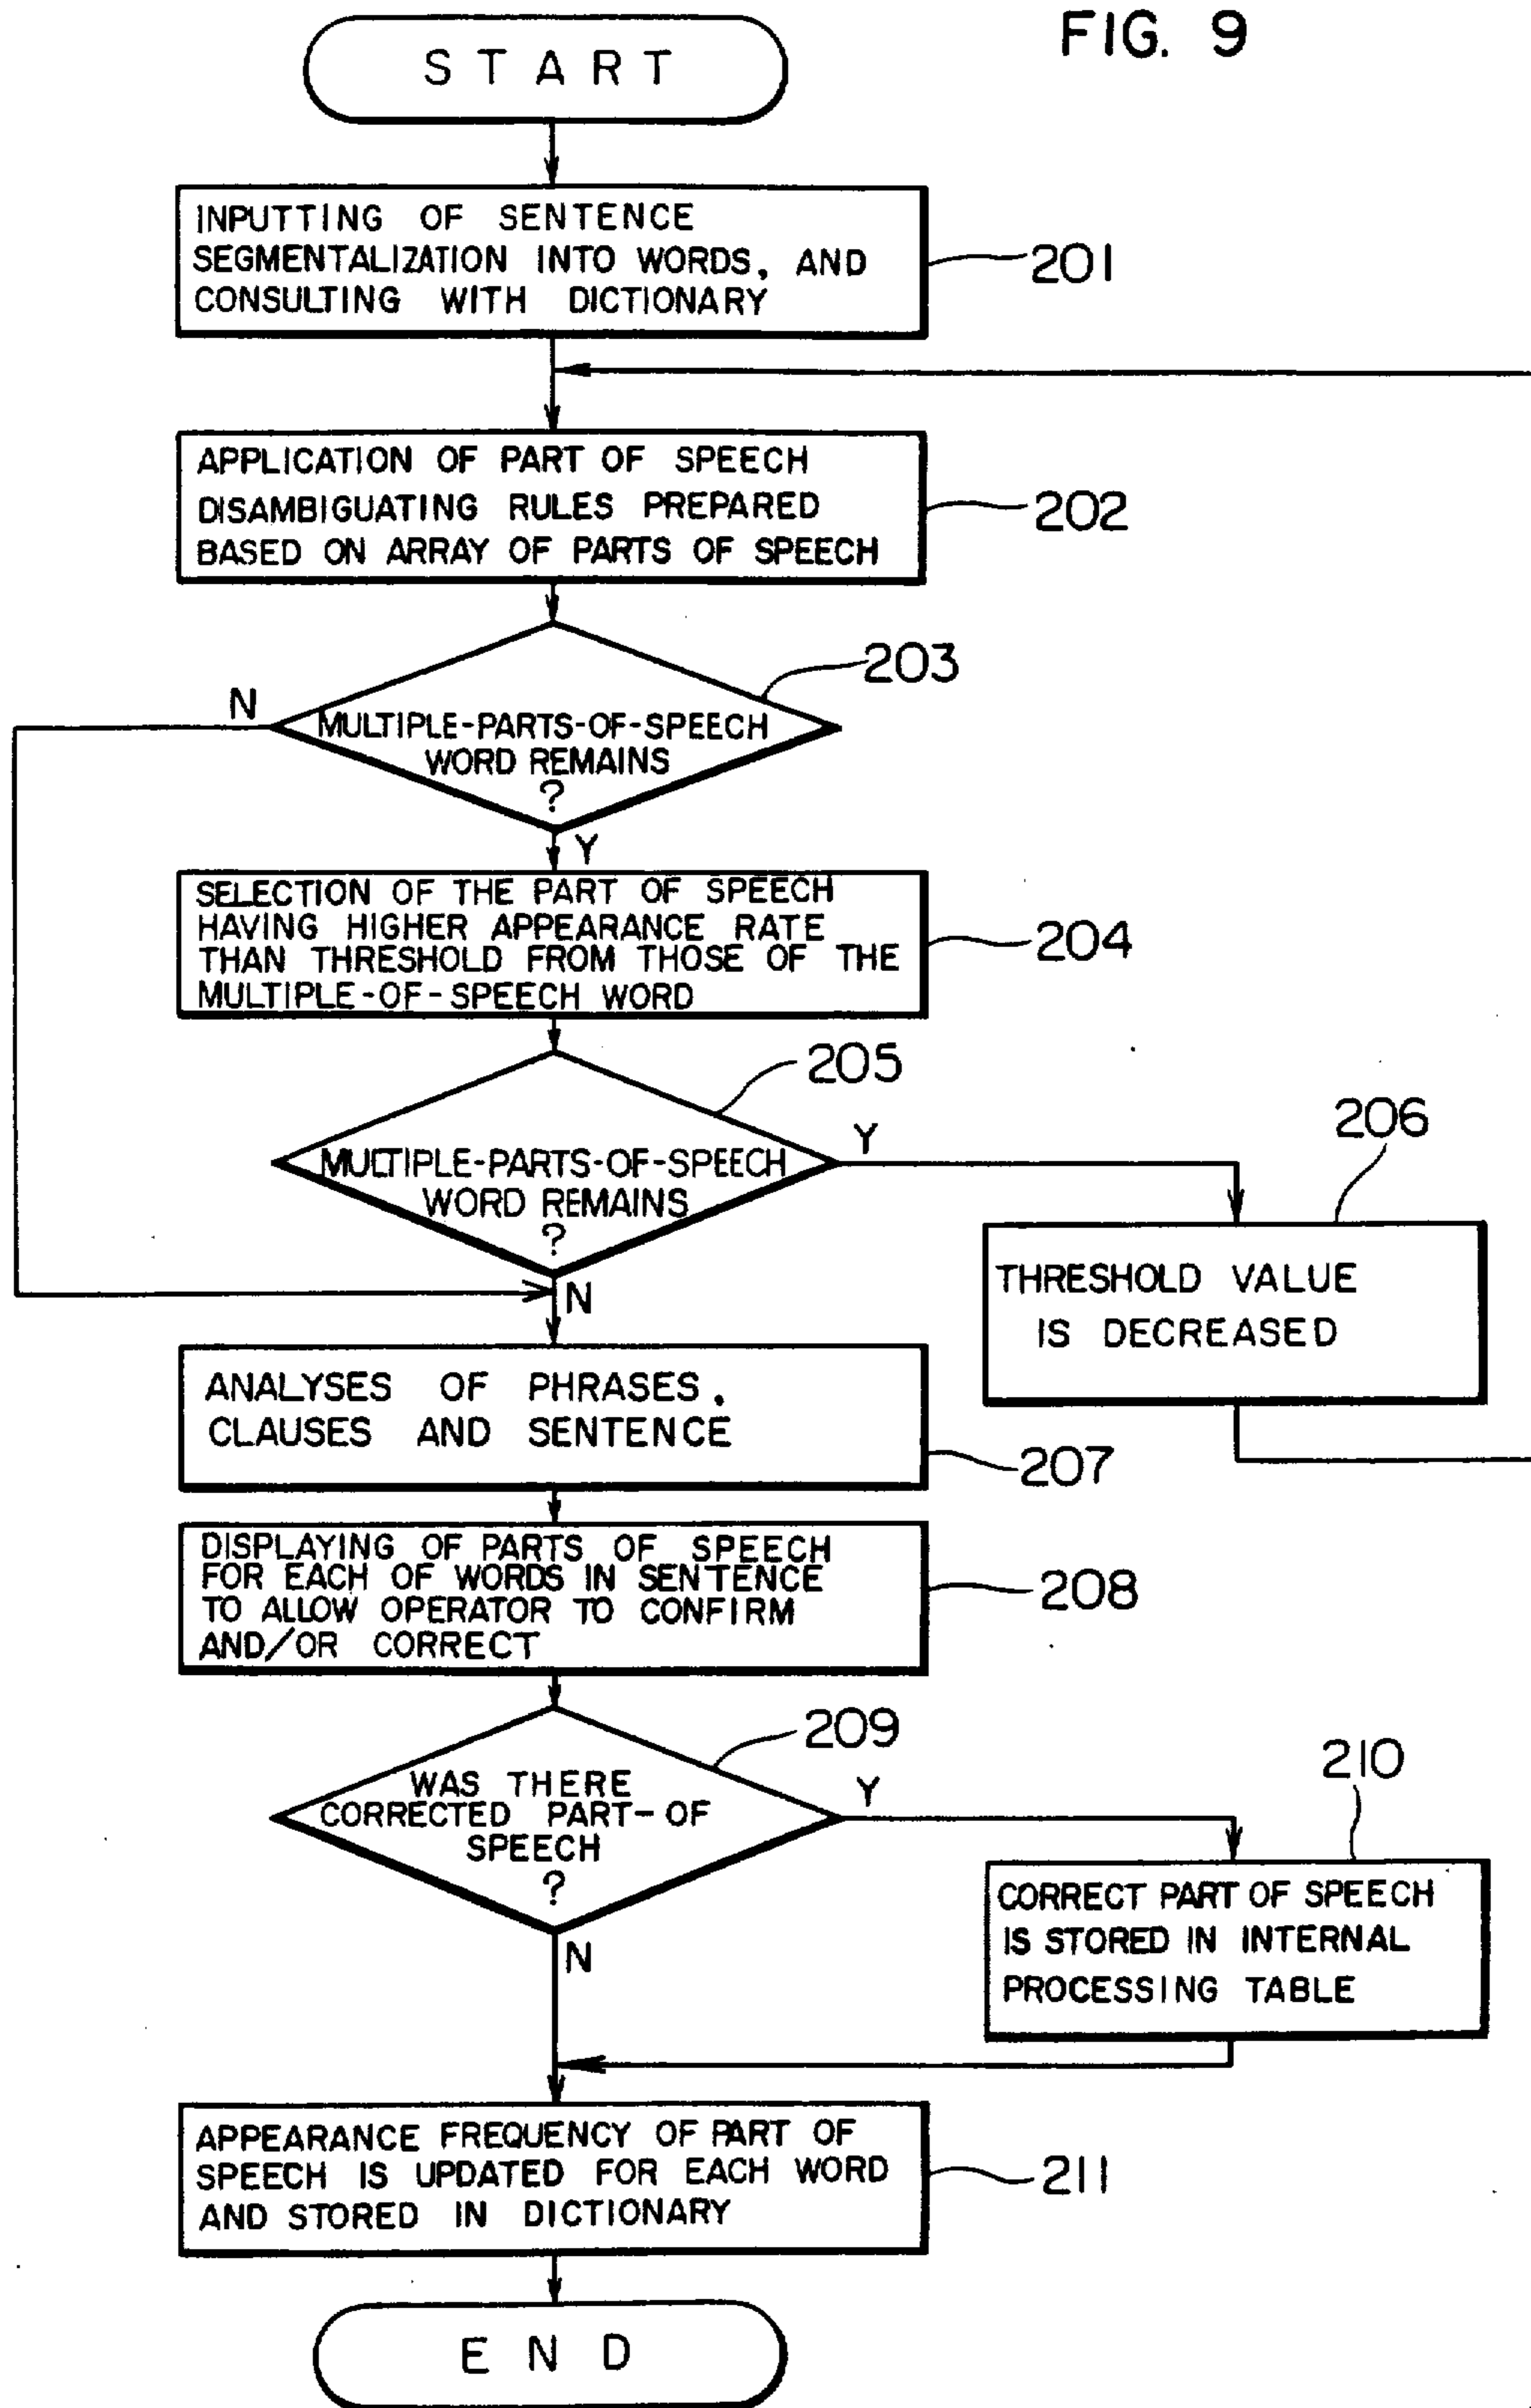 FIG. 9
START
INPUTTING OF SENTENCE
SEGMENTALIZATION INTO WORDS, AND
CONSULTING WITH DICTIONARY
201
APPLICATION OF PART OF SPEECH
DISAMBIGUATING RULES PREPARED
BASED ON ARRAY OF PARTS OF SPEECH
202
203
N
MULTIPLE-PARTS-OF-SPEECH
WORD REMAINS
?
Y
SELECTION OF THE PART OF SPEECH
HAVING HIGHER APPEARANCE RATE
THAN THRESHOLD FROM THOSE OF THE
MULTIPLE-OF-SPEECH WORD
204
205
Y
MULTIPLE-PARTS-OF-SPEECH
WORD REMAINS
?
N
206
THRESHOLD VALUE
IS DECREASED
ANALYSES OF PHRASES,
CLAUSES AND SENTENCE
207
DISPLAYING OF PARTS OF SPEECH
FOR EACH OF WORDS IN SENTENCE
TO ALLOW OPERATOR TO CONFIRM
AND/OR CORRECT
208
209
WAS THERE
CORRECTED PART-OF
SPEECH
?
Y
N
210
CORRECT PART OF SPEECH
IS STORED IN INTERNAL
PROCESSING TABLE
APPEARANCE FREQUENCY OF PART OF
SPEECH IS UPDATED FOR EACH WORD
AND STORED IN DICTIONARY
211
END